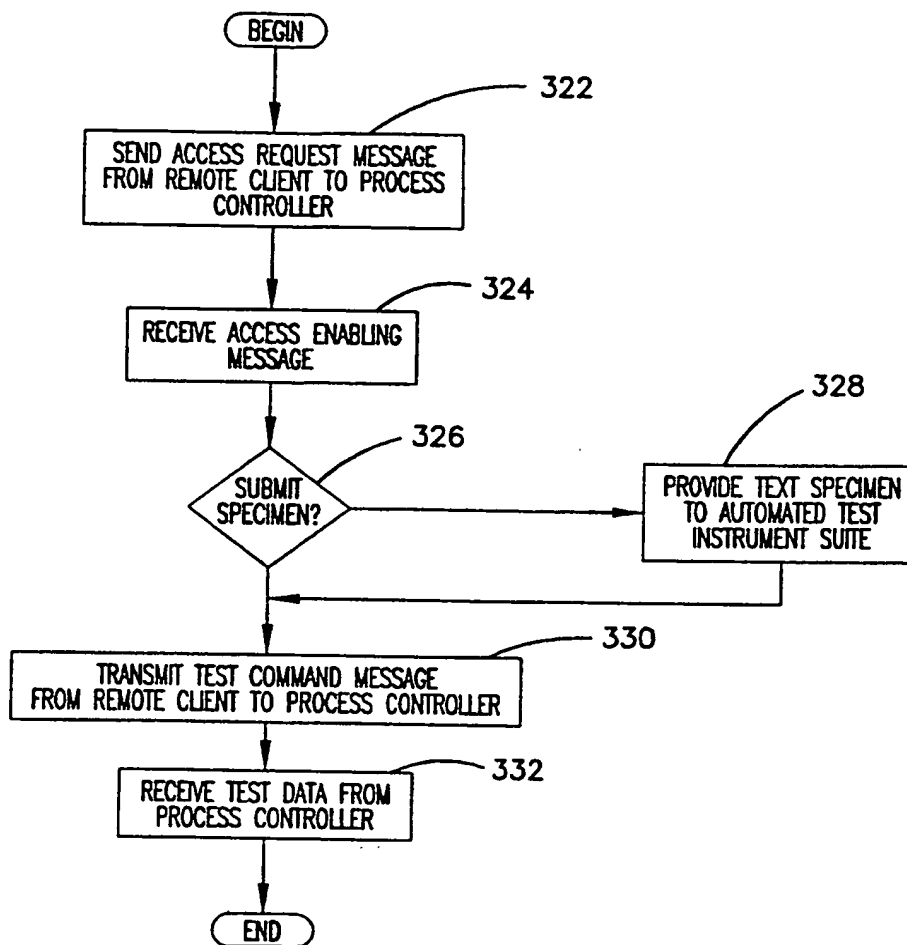 BEGIN
322
SEND ACCESS REQUEST MESSAGE
FROM REMOTE CLIENT TO PROCESS
CONTROLLER
324
RECEIVE ACCESS ENABLING
MESSAGE
326
SUBMIT
SPECIMEN?
328
PROVIDE TEXT SPECIMEN
TO AUTOMATED TEST
INSTRUMENT SUITE
330
TRANSMIT TEST COMMAND MESSAGE
FROM REMOTE CLIENT TO PROCESS CONTROLLER
332
RECEIVE TEST DATA FROM
PROCESS CONTROLLER
END